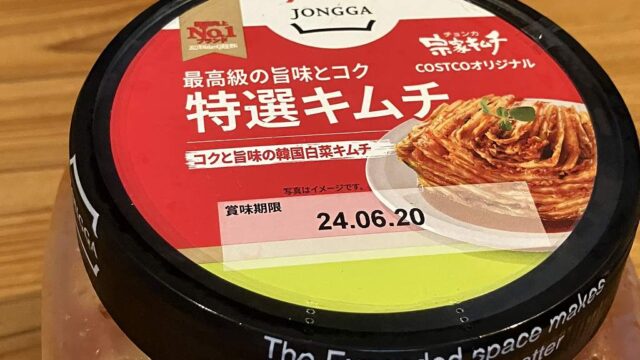 JONGGA
No.1
チョンガ
宗家キムチ
COSTCOオリジナル
最高級の旨味とコク
特選キムチ
コクと旨味の韓国白菜キムチ
写真はイメージです。
賞味期限
24.06.20
JONGGA
space makes